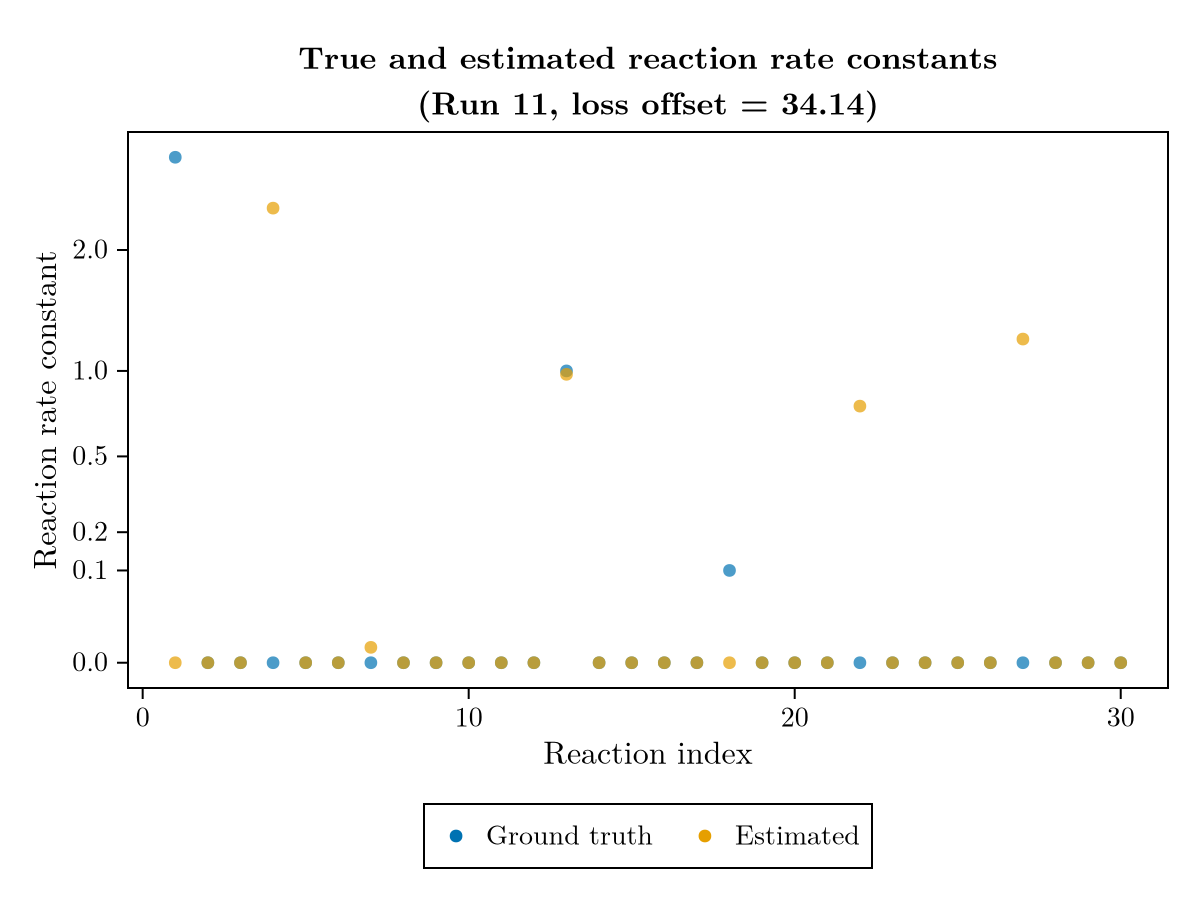 True and estimated reaction rate constants
(Run 11, loss offset = 34.14)
Reaction rate constant
2.0
1.0
0.5
0.2
0.1
0.0
0 10 20 30
Reaction index
Ground truth Estimated